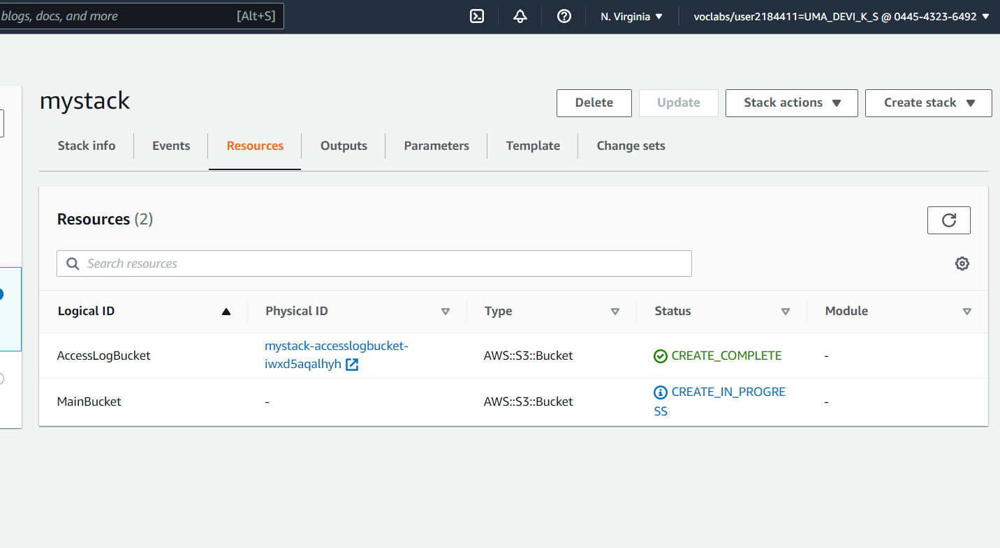 blogs, docs, and more [Alt+S] N. Virginia voclabs/user2184411=UMA_DEVI_K_S @ 0445-4323-6492
mystack
Delete Update Stack actions Create stack
Stack info Events Resources Outputs Parameters Template Change sets
Resources (2)
Search resources
Logical ID Physical ID Type Status Module
AccessLogBucket mystack-accesslogbucket- AWS::S3::Bucket CREATE_COMPLETE -
iwxd5aqalhyh
MainBucket - AWS::S3::Bucket CREATE_IN_PROGRE -
SS